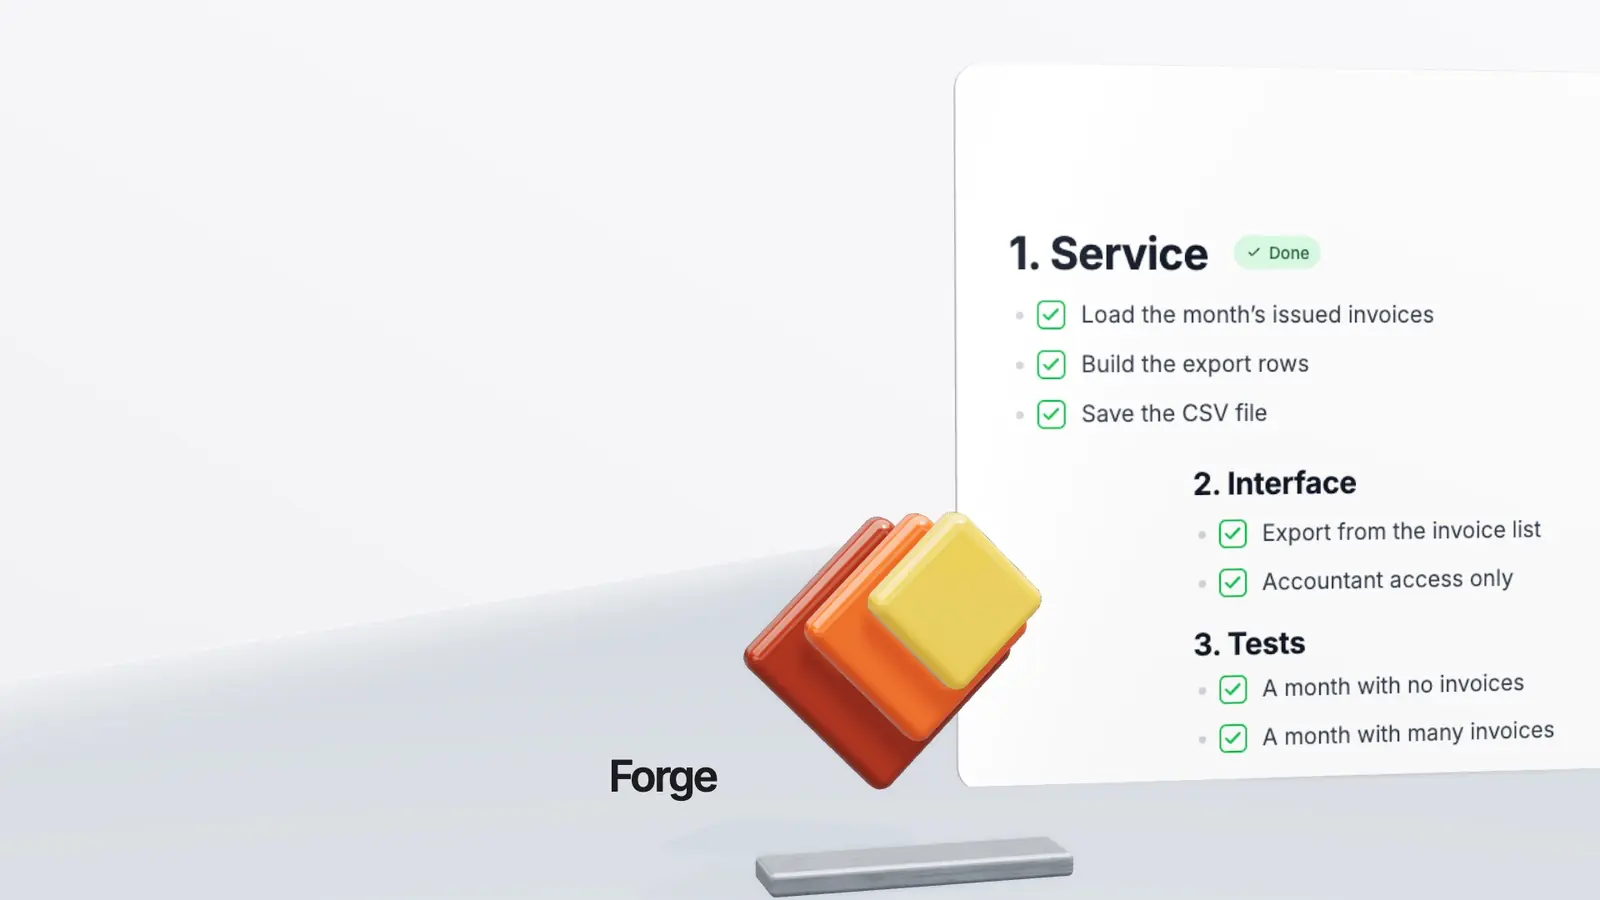 1. Service
Done
Load the month’s issued invoices
Build the export rows
Save the CSV file
2. Interface
Export from the invoice list
Accountant access only
3. Tests
A month with no invoices
A month with many invoices
Forge